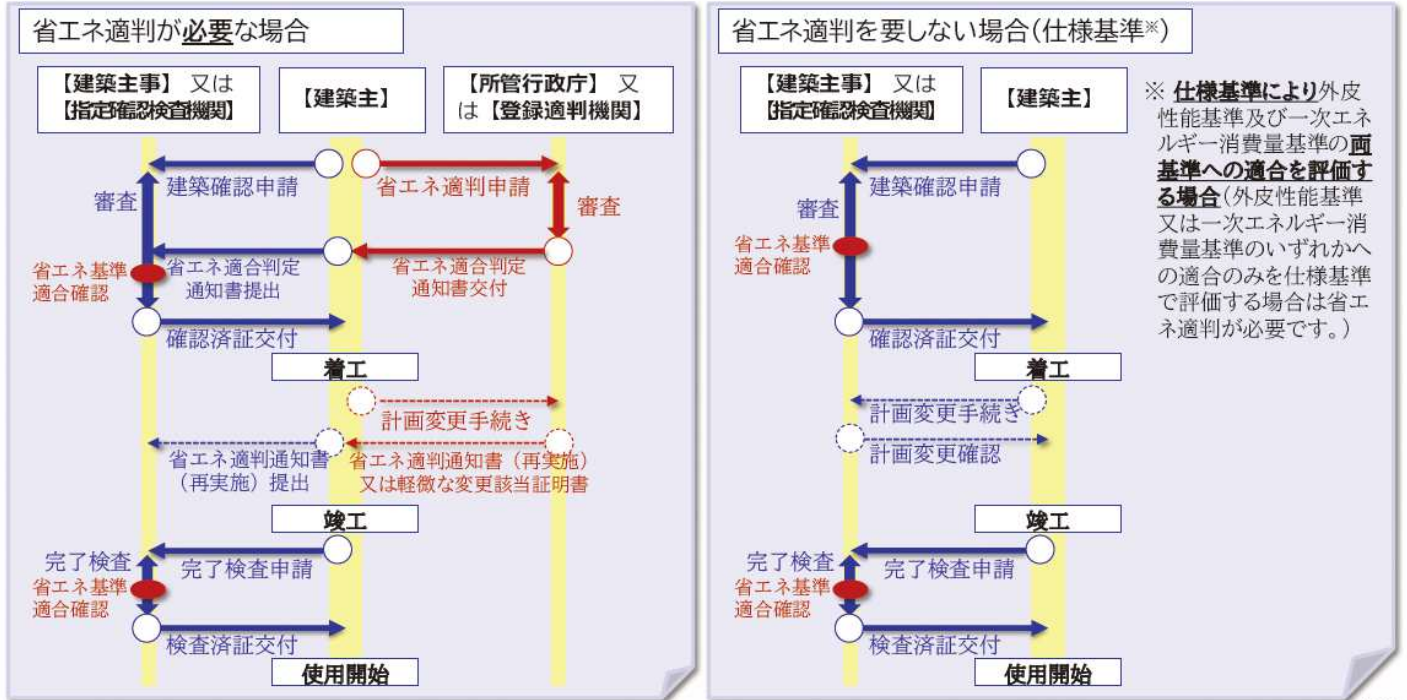 省エネ適判が必要な場合
【建築主事】 又は
【指定確認検査機関】
【建築主】
【所管行政庁】 又
は【登録適判機関】
建築確認申請
省エネ適判申請
審査
審査
省エネ適合判定
通知書提出
省エネ適合判定
通知書交付
省エネ基準
適合確認
確認済証交付
着工
計画変更手続き
省エネ適判通知書
(再実施)提出
省エネ適判通知書(再実施)
又は軽微な変更該当証明書
竣工
完了検査
完了検査申請
省エネ基準
適合確認
検査済証交付
使用開始
省エネ適判を要しない場合(仕様基準※)
【建築主事】 又は
【指定確認検査機関】
【建築主】
※ 仕様基準により外皮
性能基準及び一次エネ
ルギー消費量基準の両
基準への適合を評価す
る場合(外皮性能基準
又は一次エネルギー消
費量基準のいずれかへ
の適合のみを仕様基準
で評価する場合は省エ
ネ適判が必要です。)
建築確認申請
審査
省エネ基準
適合確認
確認済証交付
着工
計画変更手続き
計画変更確認
竣工
完了検査
完了検査申請
省エネ基準
適合確認
検査済証交付
使用開始